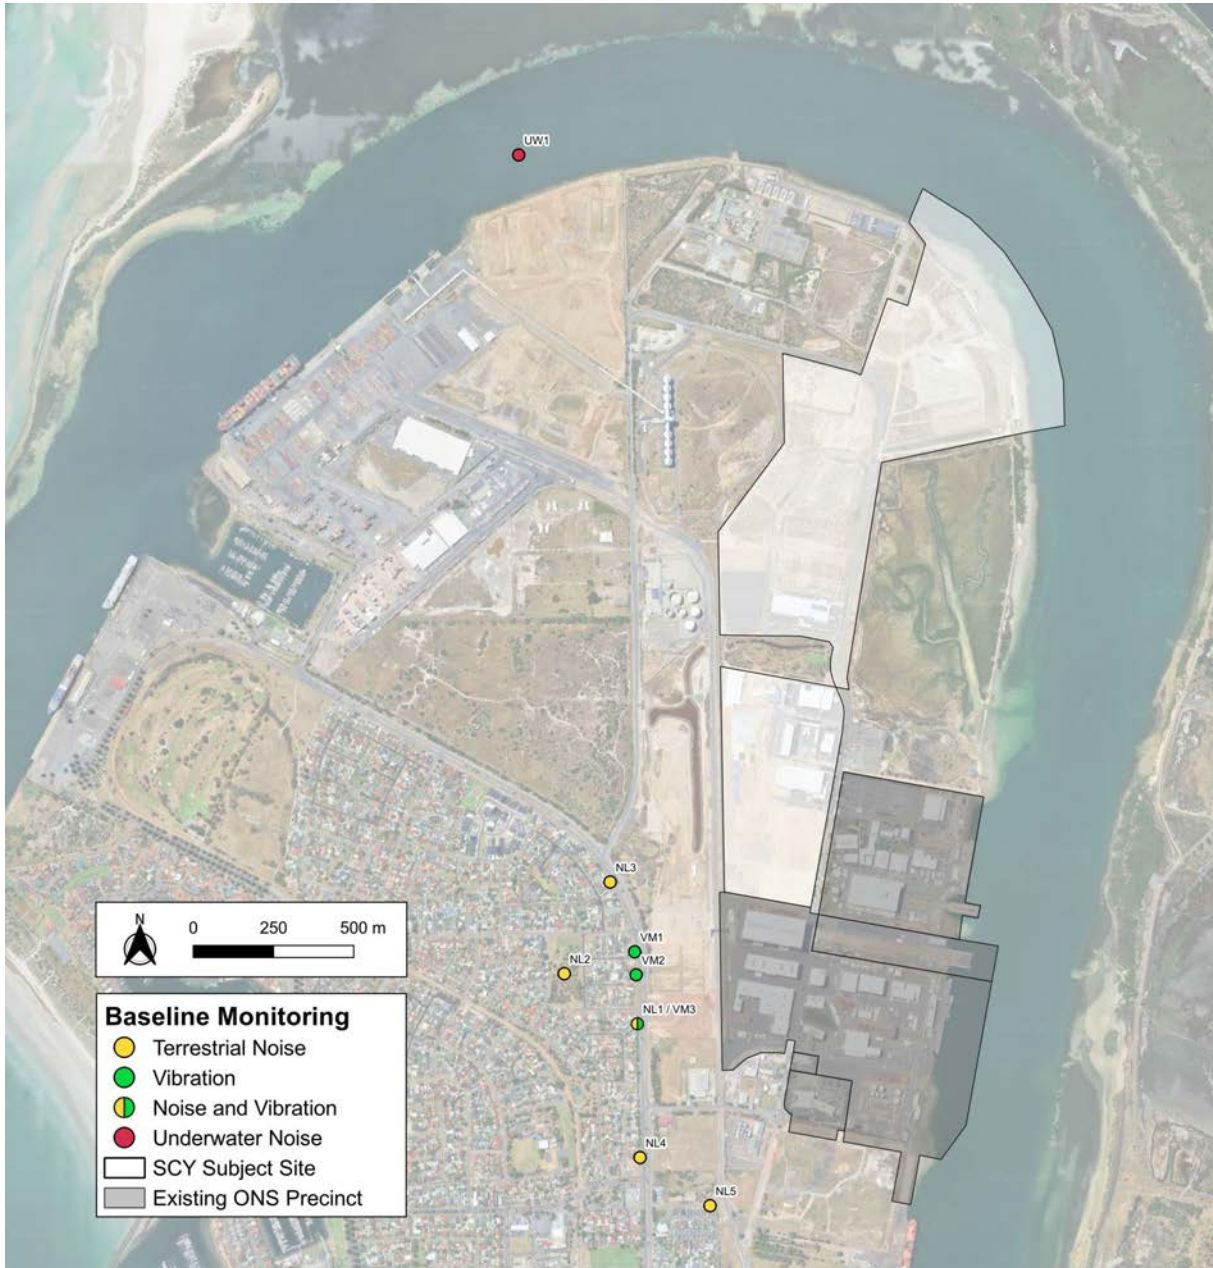 UW1
NL3
VM1
VM2
NL2
NL1 / VM3
NL4
NL5
N
0 250 500 m
Baseline Monitoring
Terrestrial Noise
Vibration
Noise and Vibration
Underwater Noise
SCY Subject Site
Existing ONS Precinct